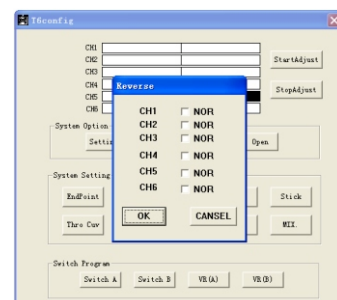 T6config
CH1
CH2
CH3
CH4
CH5
CH6
StartAdjust
StopAdjust
Reverse
CH1 NOR
CH2 NOR
CH3 NOR
CH4 NOR
CH5 NOR
CH6 NOR
OK CANSEL
System Option
Open
System Setting
EndPoint
Stick
Thro Cuv
MIX.
Switch Program
Switch A Switch B VR(A) VR(B)